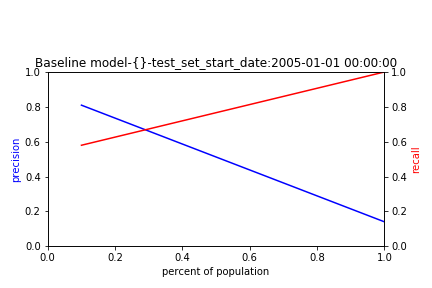 Baseline model-{}-test_set_start_date:2005-01-01 00:00:00
1.0
0.8
0.6
0.4
0.2
0.0
precision
0.0 0.2 0.4 0.6 0.8 1.0
percent of population
1.0
0.8
0.6
0.4
0.2
0.0
recall